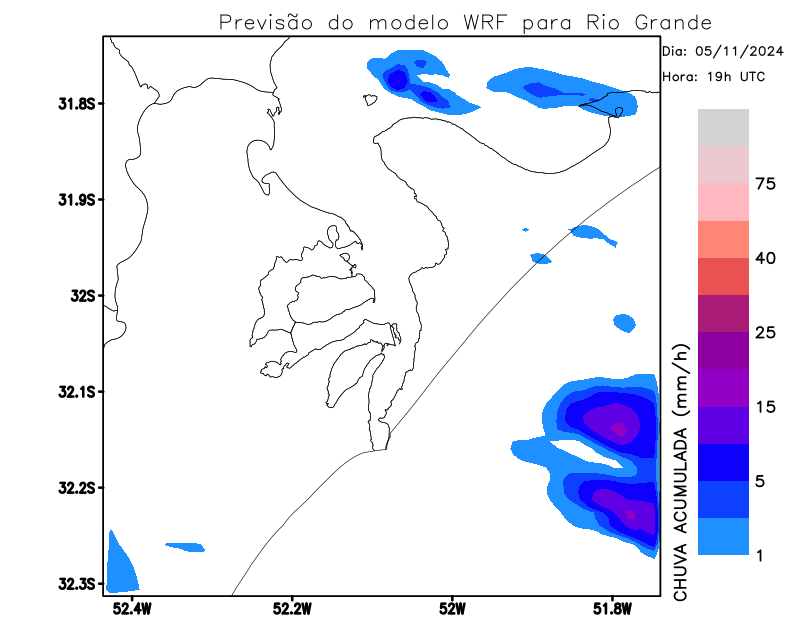 Previsão do modelo WRF para Rio Grande
Dia: 05/11/2024
Hora: 19h UTC
31.8S
31.9S
32S
32.1S
32.2S
32.3S
52.4W
52.2W
52W
51.8W
75
40
25
15
5
1
CHUVA ACUMULADA (mm/h)